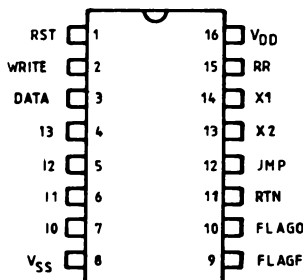 RST 1 16 VDD
WRITE 2 15 RR
DATA 3 14 X1
I3 4 13 X2
I2 5 12 JMP
I1 6 11 RTN
I0 7 10 FLAG0
VSS 8 9 FLAGF